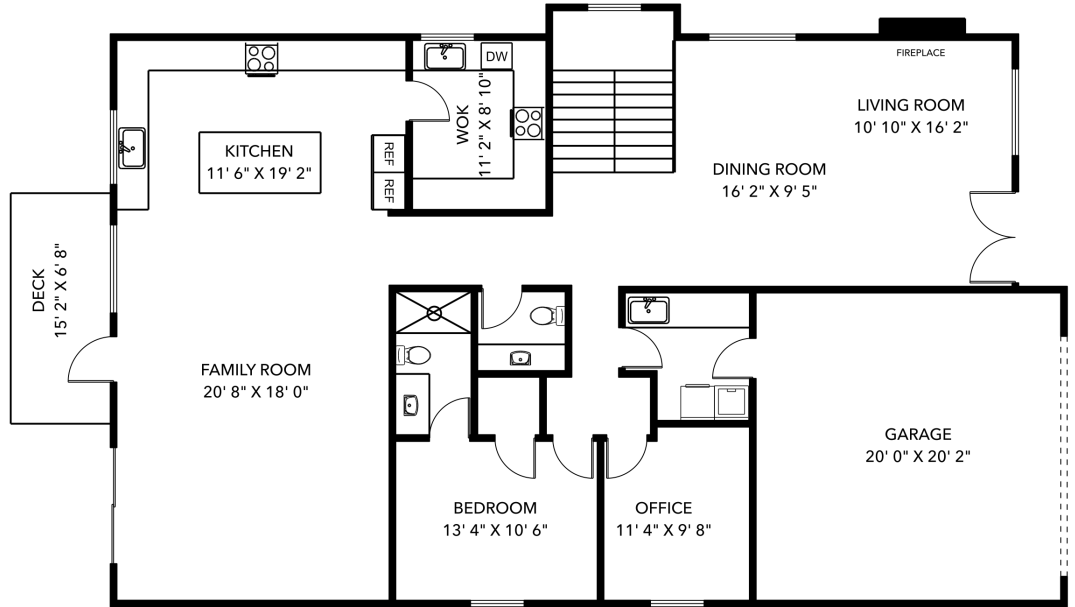 FIREPLACE
LIVING ROOM
10' 10" X 16' 2"
DW
WOK
11' 2" X 8' 10"
KITCHEN
11' 6" X 19' 2"
REF
REF
DINING ROOM
16' 2" X 9' 5"
DECK
15' 2" X 6' 8"
FAMILY ROOM
20' 8" X 18' 0"
GARAGE
20' 0" X 20' 2"
BEDROOM
13' 4" X 10' 6"
OFFICE
11' 4" X 9' 8"